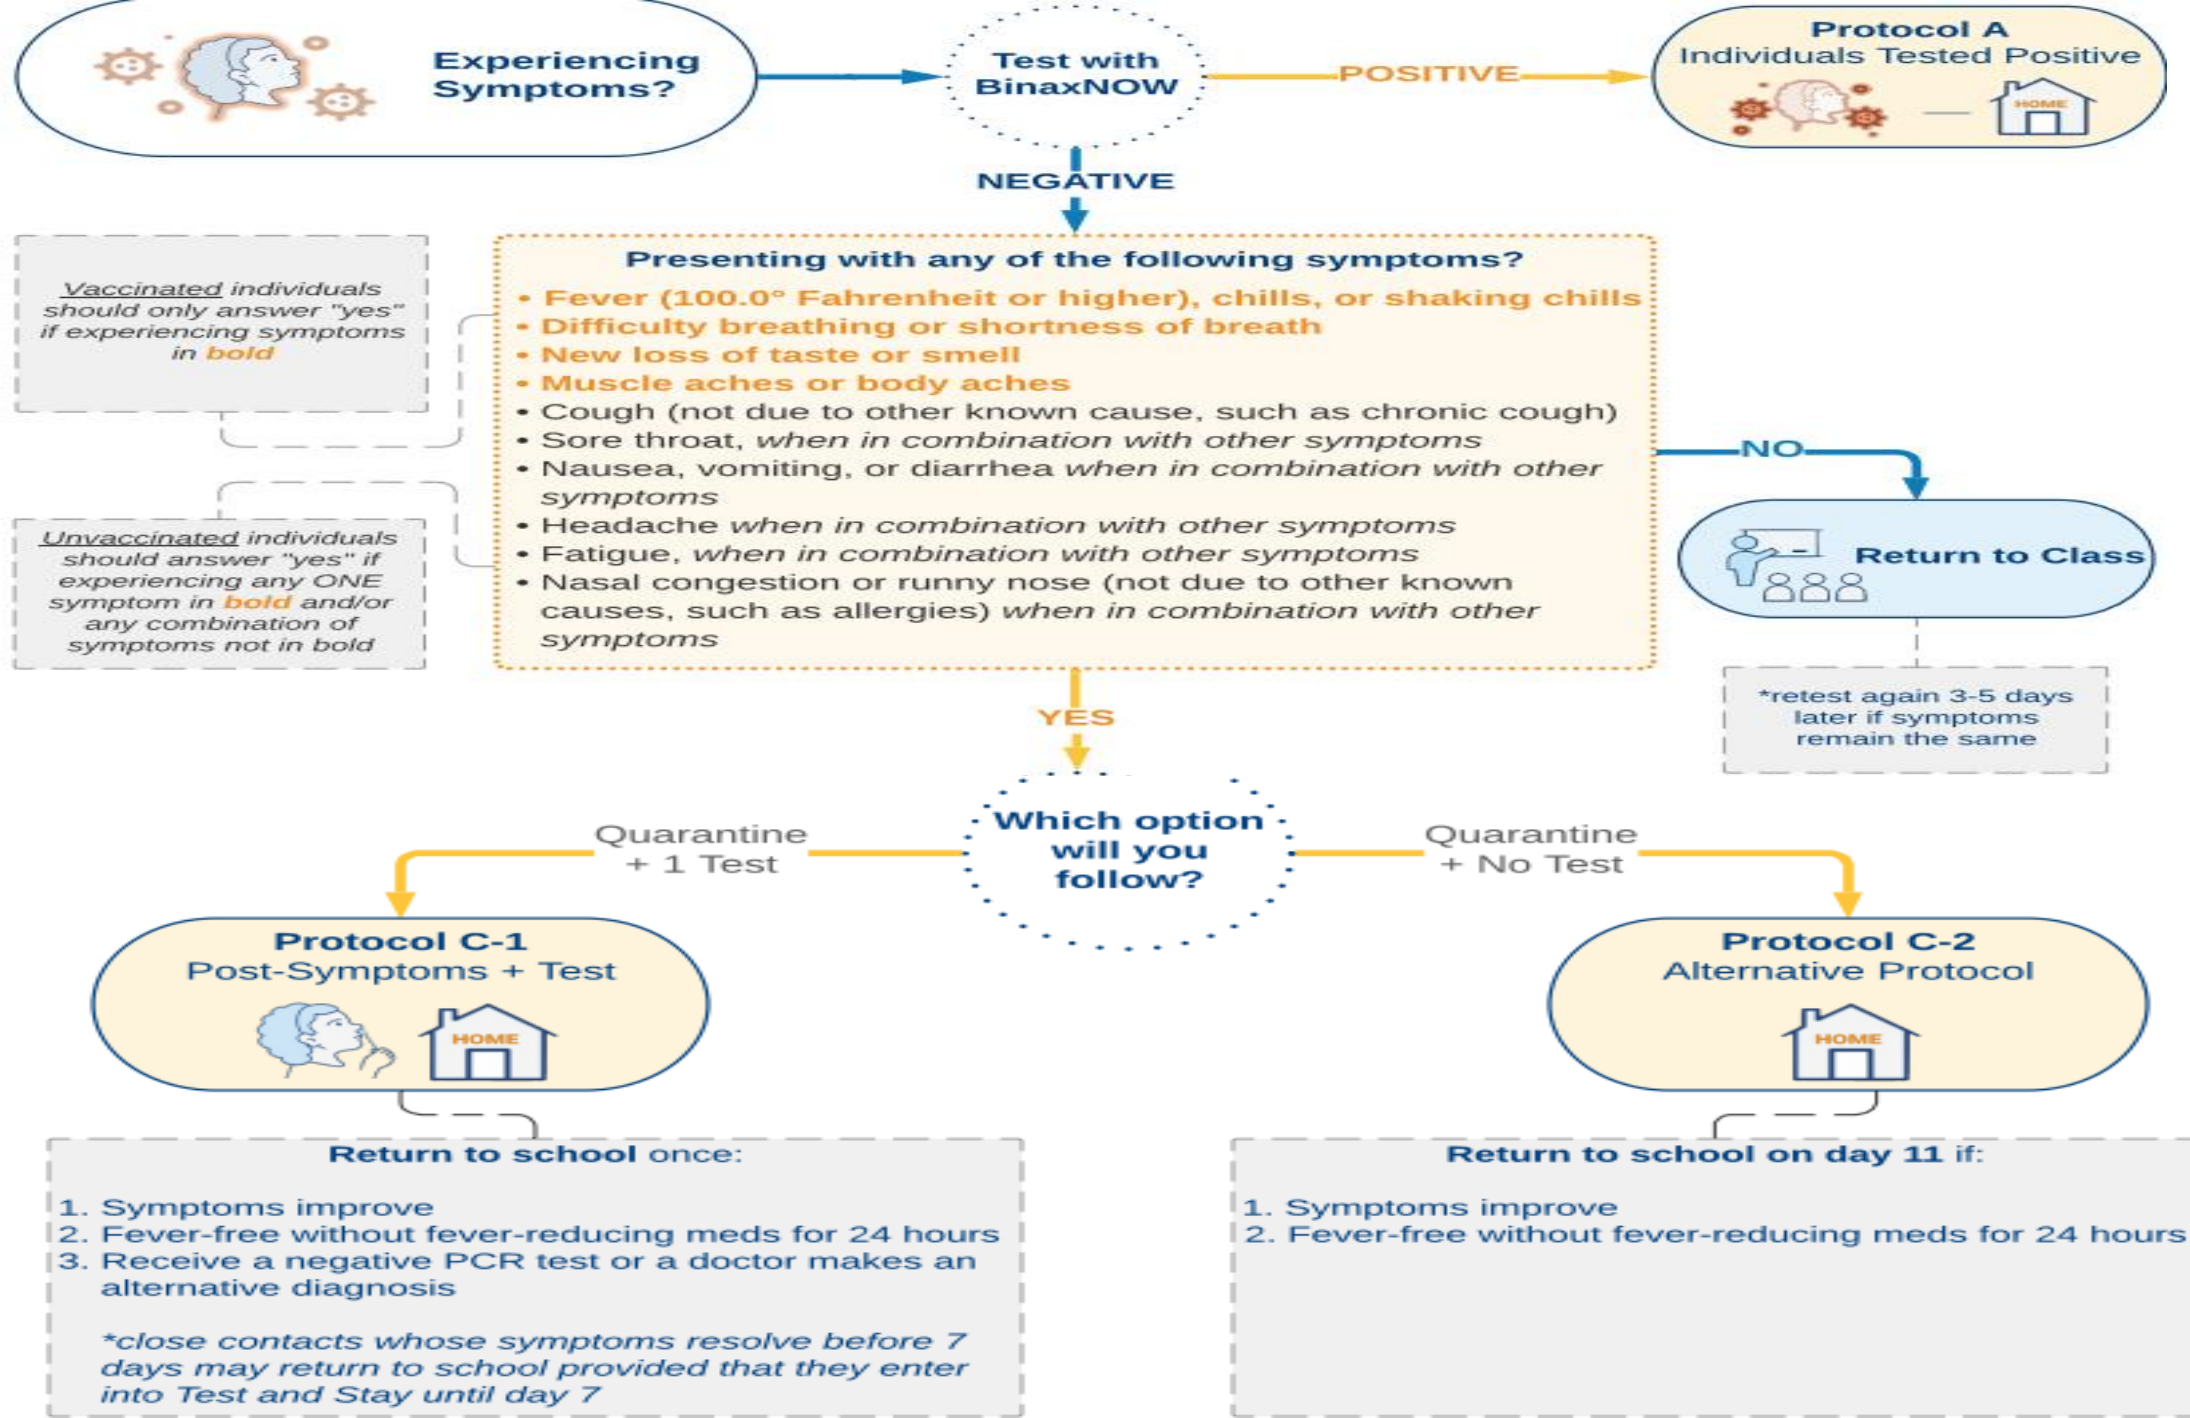 Experiencing
Symptoms?
Test with
BinaxNOW
POSITIVE
Protocol A
Individuals Tested Positive
HOME
NEGATIVE
Vaccinated individuals
should only answer "yes"
if experiencing symptoms
in bold
Unvaccinated individuals
should answer "yes" if
experiencing any ONE
symptom in bold and/or
any combination of
symptoms not in bold
Presenting with any of the following symptoms?
• Fever (100.0° Fahrenheit or higher), chills, or shaking chills
• Difficulty breathing or shortness of breath
• New loss of taste or smell
• Muscle aches or body aches
• Cough (not due to other known cause, such as chronic cough)
• Sore throat, when in combination with other symptoms
• Nausea, vomiting, or diarrhea when in combination with other
symptoms
• Headache when in combination with other symptoms
• Fatigue, when in combination with other symptoms
• Nasal congestion or runny nose (not due to other known
causes, such as allergies) when in combination with other
symptoms
NO
Return to Class
*retest again 3-5 days
later if symptoms
remain the same
YES
Which option
will you
follow?
Quarantine
+ 1 Test
Quarantine
+ No Test
Protocol C-1
Post-Symptoms + Test
HOME
Protocol C-2
Alternative Protocol
HOME
Return to school once:
1. Symptoms improve
2. Fever-free without fever-reducing meds for 24 hours
3. Receive a negative PCR test or a doctor makes an
alternative diagnosis
*close contacts whose symptoms resolve before 7
days may return to school provided that they enter
into Test and Stay until day 7
Return to school on day 11 if:
1. Symptoms improve
2. Fever-free without fever-reducing meds for 24 hours